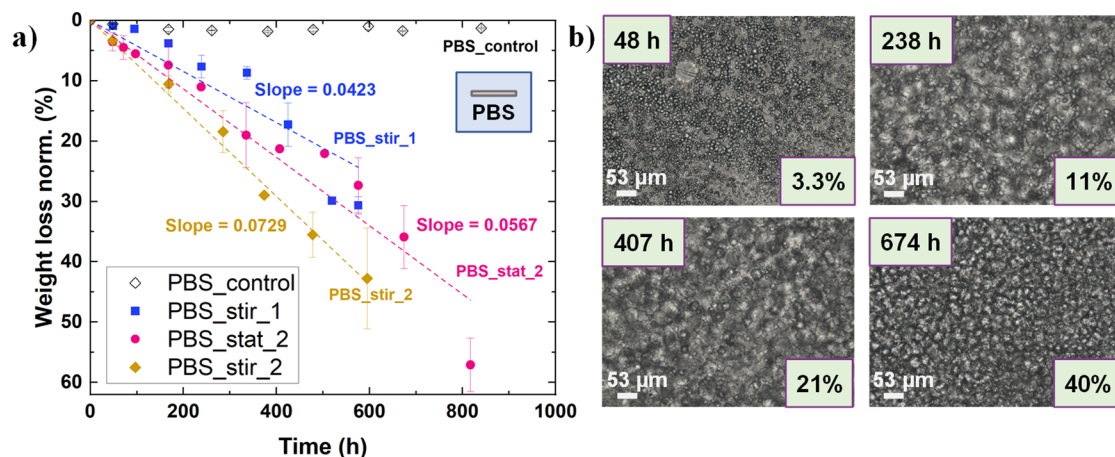 a)
Weight loss norm. (%)
0
10
20
30
40
50
60
PBS_control
PBS
Slope = 0.0423
PBS_stir_1
Slope = 0.0729
Slope = 0.0567
PBS_stat_2
PBS_stir_2
PBS_control
PBS_stir_1
PBS_stat_2
PBS_stir_2
0 200 400 600 800 1000
Time (h)
b)
48 h
53 µm
3.3%
238 h
53 µm
11%
407 h
53 µm
21%
674 h
53 µm
40%